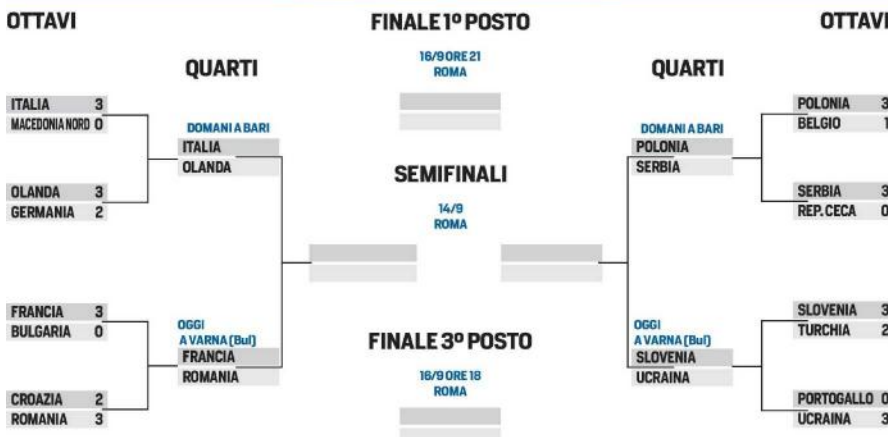 OTTAVI
FINALE 1º POSTO
OTTAVI
16/9 ORE 21
ROMA
QUARTI
QUARTI
ITALIA 3
MACEDONIA NORD 0
DOMANI A BARI
ITALIA
OLANDA
OLANDA 3
GERMANIA 2
SEMIFINALI
14/9
ROMA
DOMANI A BARI
POLONIA
SERBIA
POLONIA 3
BELGIO 1
SERBIA 3
REP. CECA 0
FRANCIA 3
BULGARIA 0
OGGI
A VARNA (Bul)
FRANCIA
ROMANIA
CROAZIA 2
ROMANIA 3
FINALE 3º POSTO
16/9 ORE 18
ROMA
OGGI
A VARNA (Bul)
SLOVENIA
UCRAINA
SLOVENIA 3
TURCHIA 2
PORTOGALLO 0
UCRAINA 3